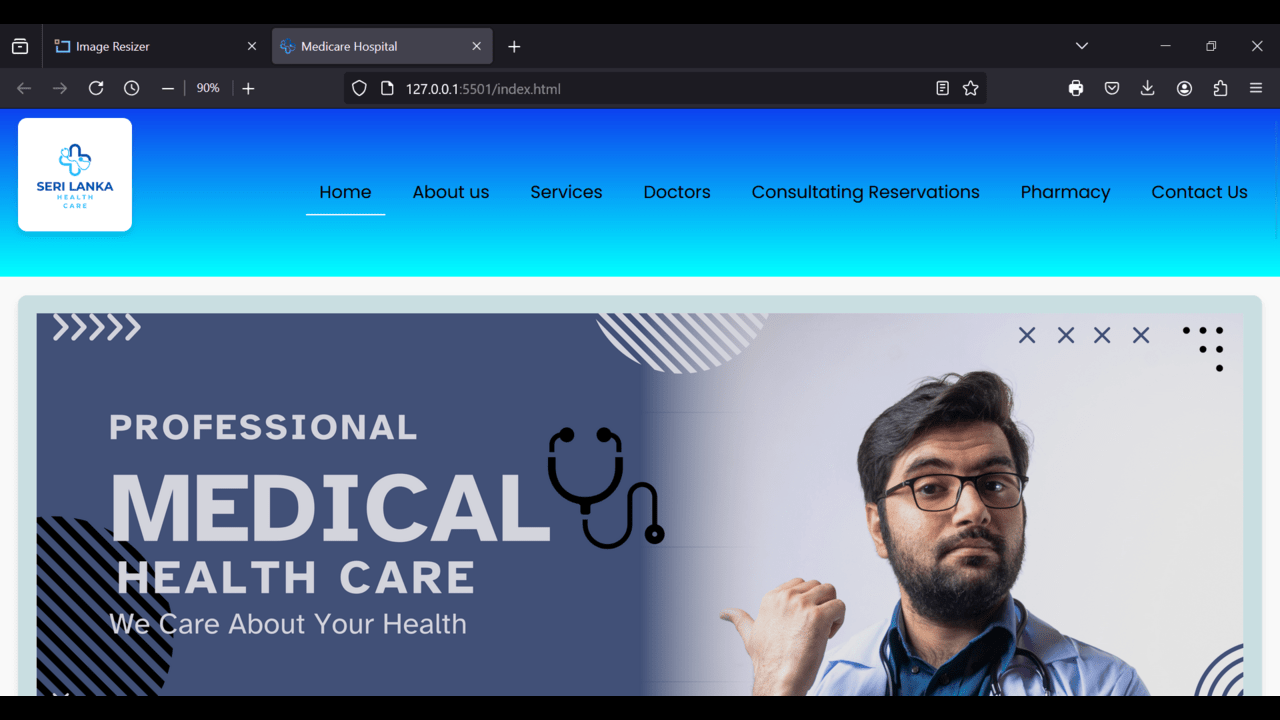 Image Resizer
Medicare Hospital
90%
127.0.0.1:5501/index.html
SERI LANKA
HEALTH
CARE
Home About us Services Doctors Consultating Reservations Pharmacy Contact Us
PROFESSIONAL
MEDICAL
HEALTH CARE
We Care About Your Health